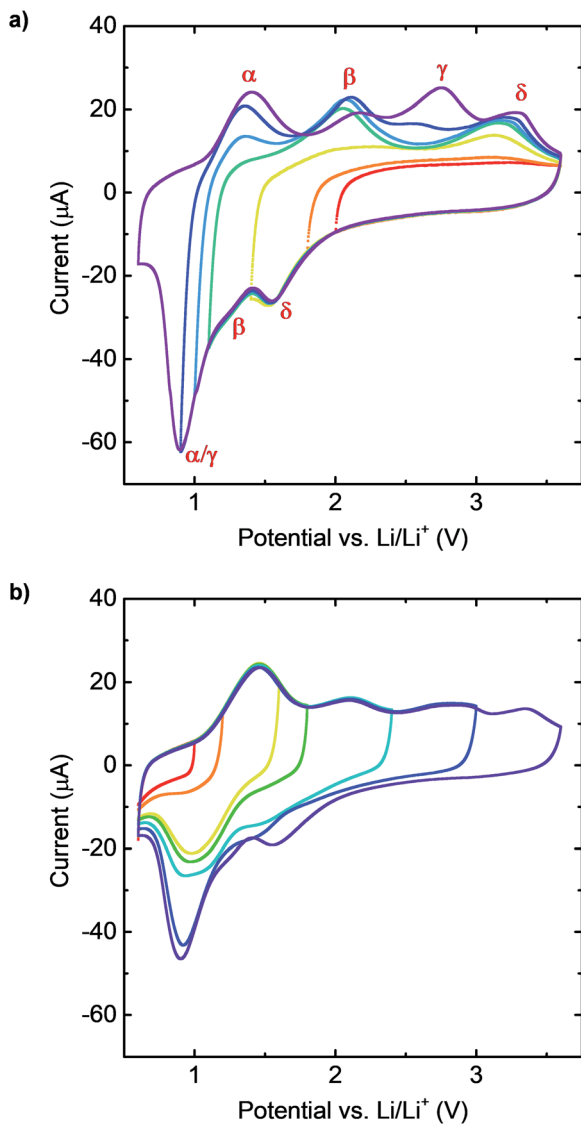 a)
40
α
β
γ
δ
20
0
-20
β
δ
-40
-60
α/γ
Current (μA)
1
2
3
Potential vs. Li/Li⁺ (V)
b)
40
20
0
-20
-40
-60
Current (μA)
1
2
3
Potential vs. Li/Li⁺ (V)